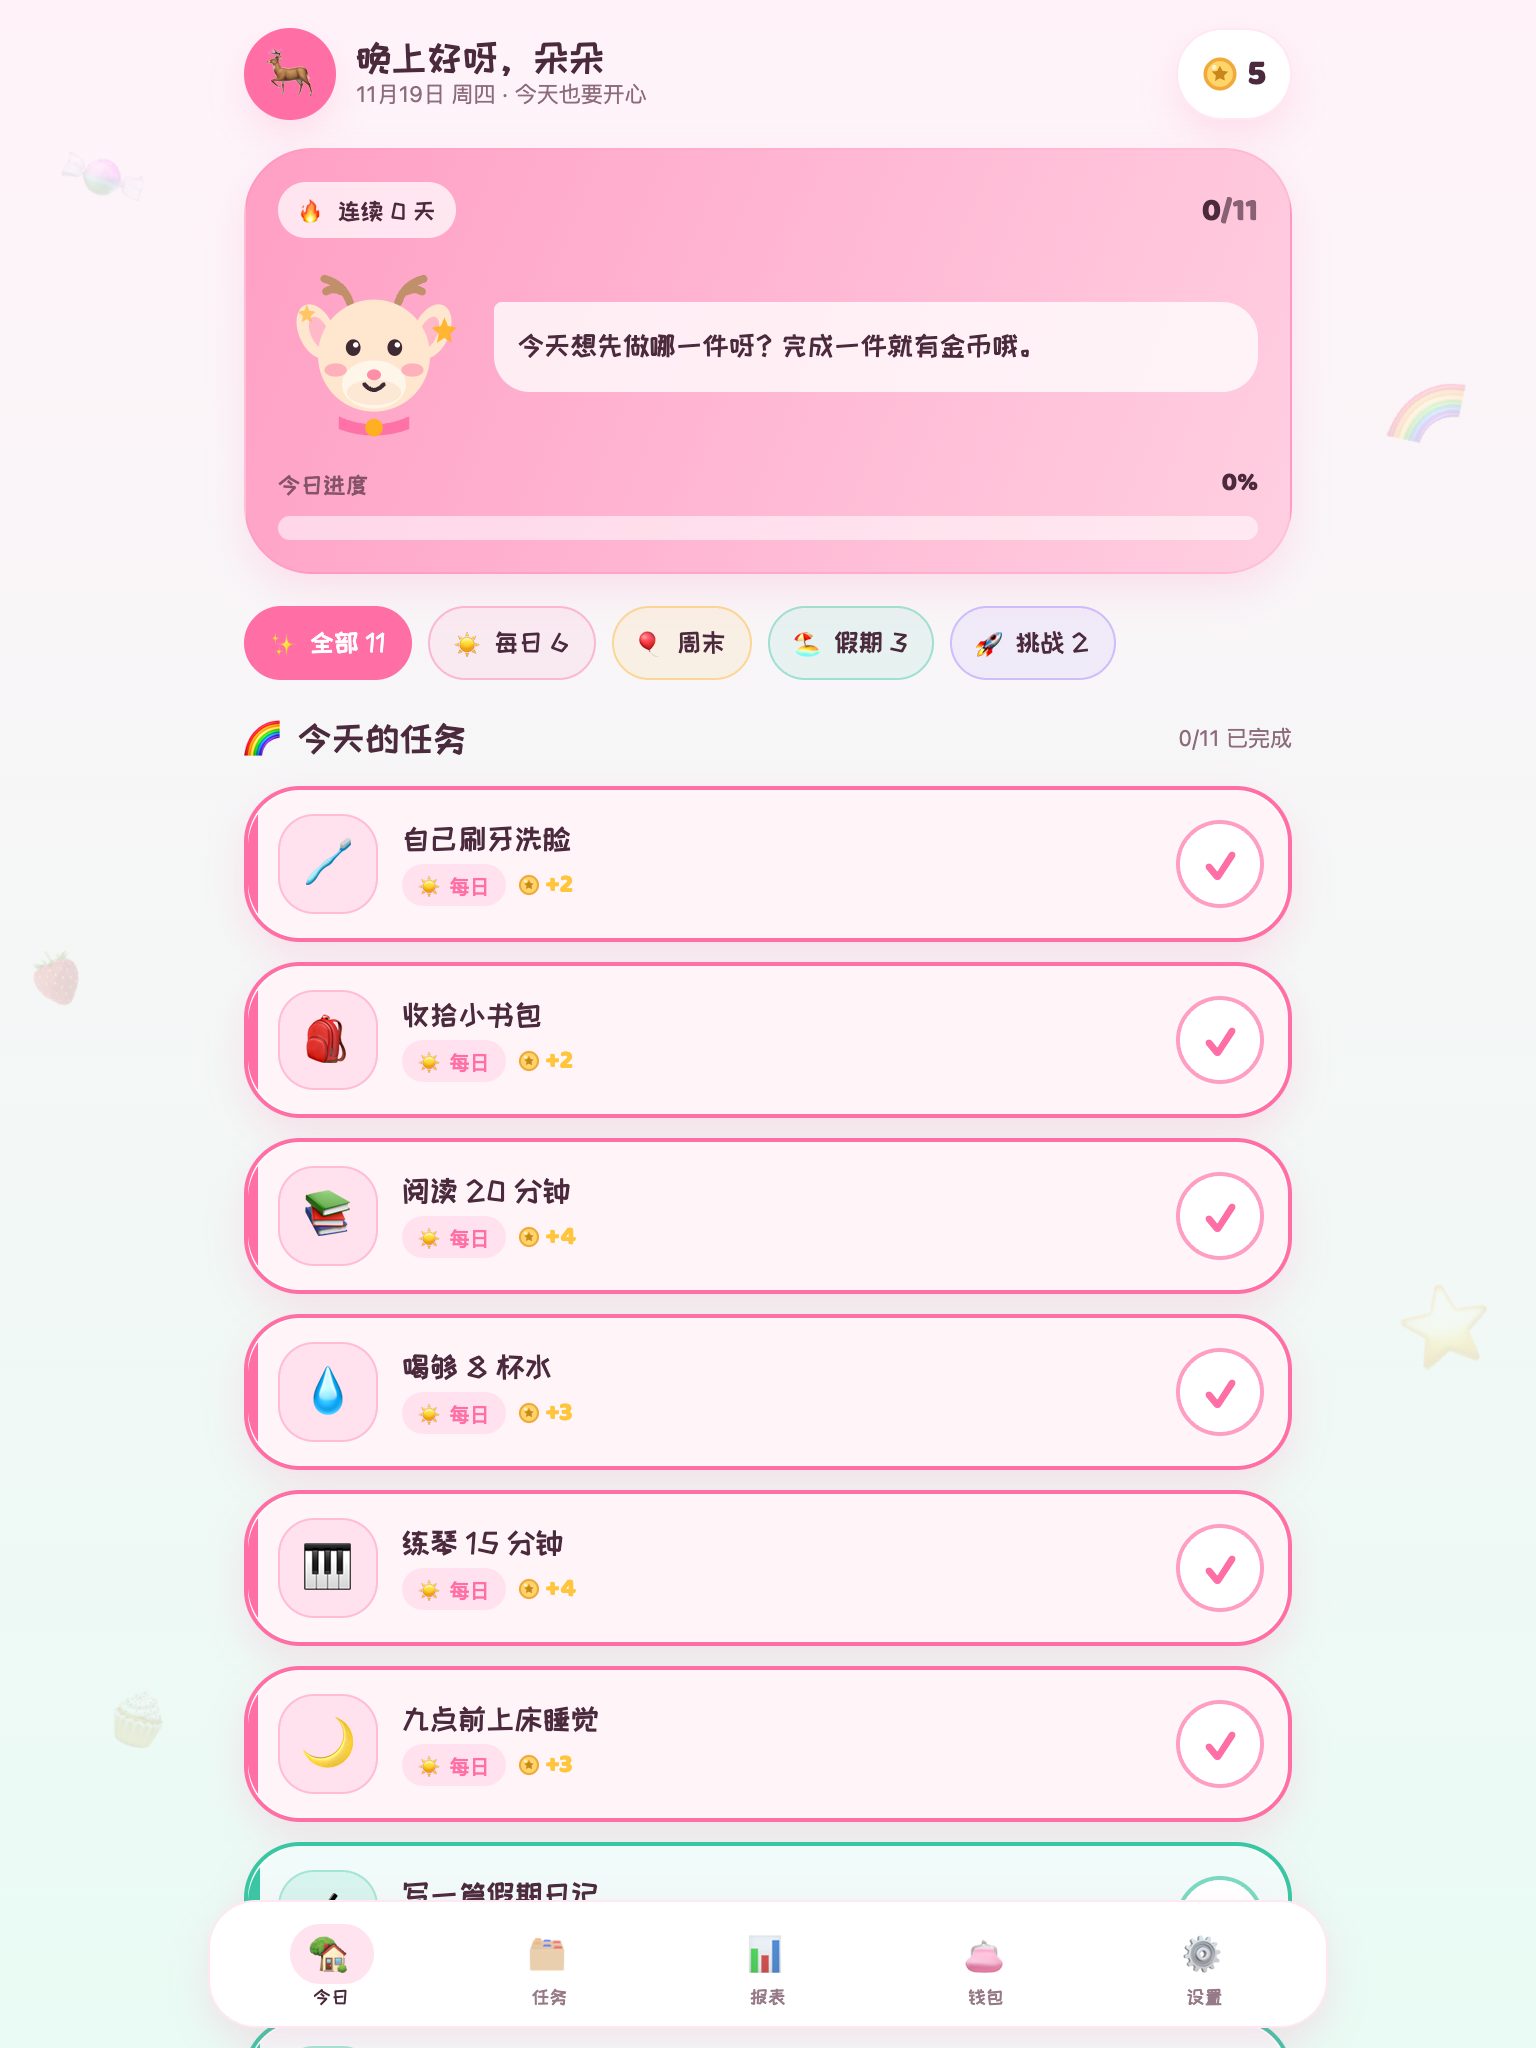 晚上好呀，朵朵
11月19日 周四 · 今天也要开心
5
连续 0 天
0/11
今天想先做哪一件呀？完成一件就有金币哦。
今日进度
0%
全部 11
每日 6
周末
假期 3
挑战 2
今天的任务
0/11 已完成
自己刷牙洗脸
每日 +2
收拾小书包
每日 +2
阅读 20 分钟
每日 +4
喝够 8 杯水
每日 +3
练琴 15 分钟
每日 +4
九点前上床睡觉
每日 +3
写一篇假期日记
今日
任务
报表
钱包
设置